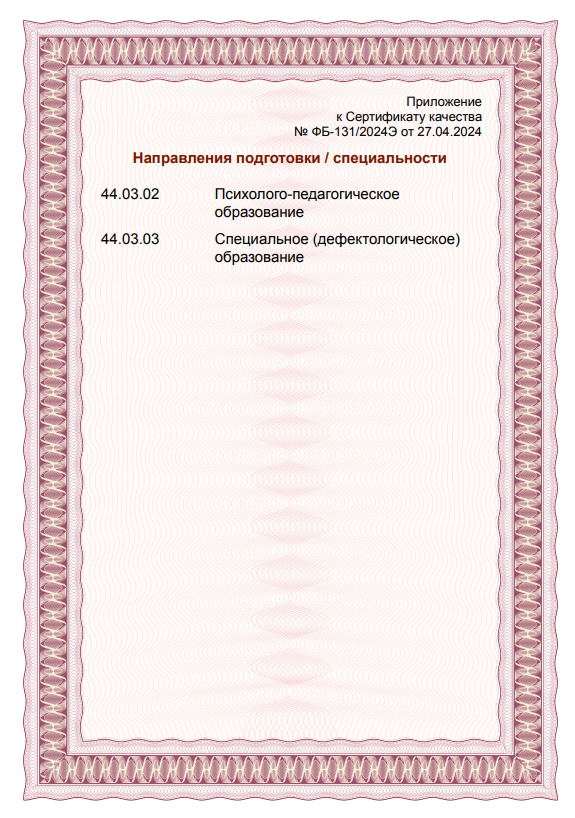 Приложение
к Сертификату качества
№ ФБ-131/2024Э от 27.04.2024
Направления подготовки / специальности
44.03.02 Психолого-педагогическое
образование
44.03.03 Специальное (дефектологическое)
образование